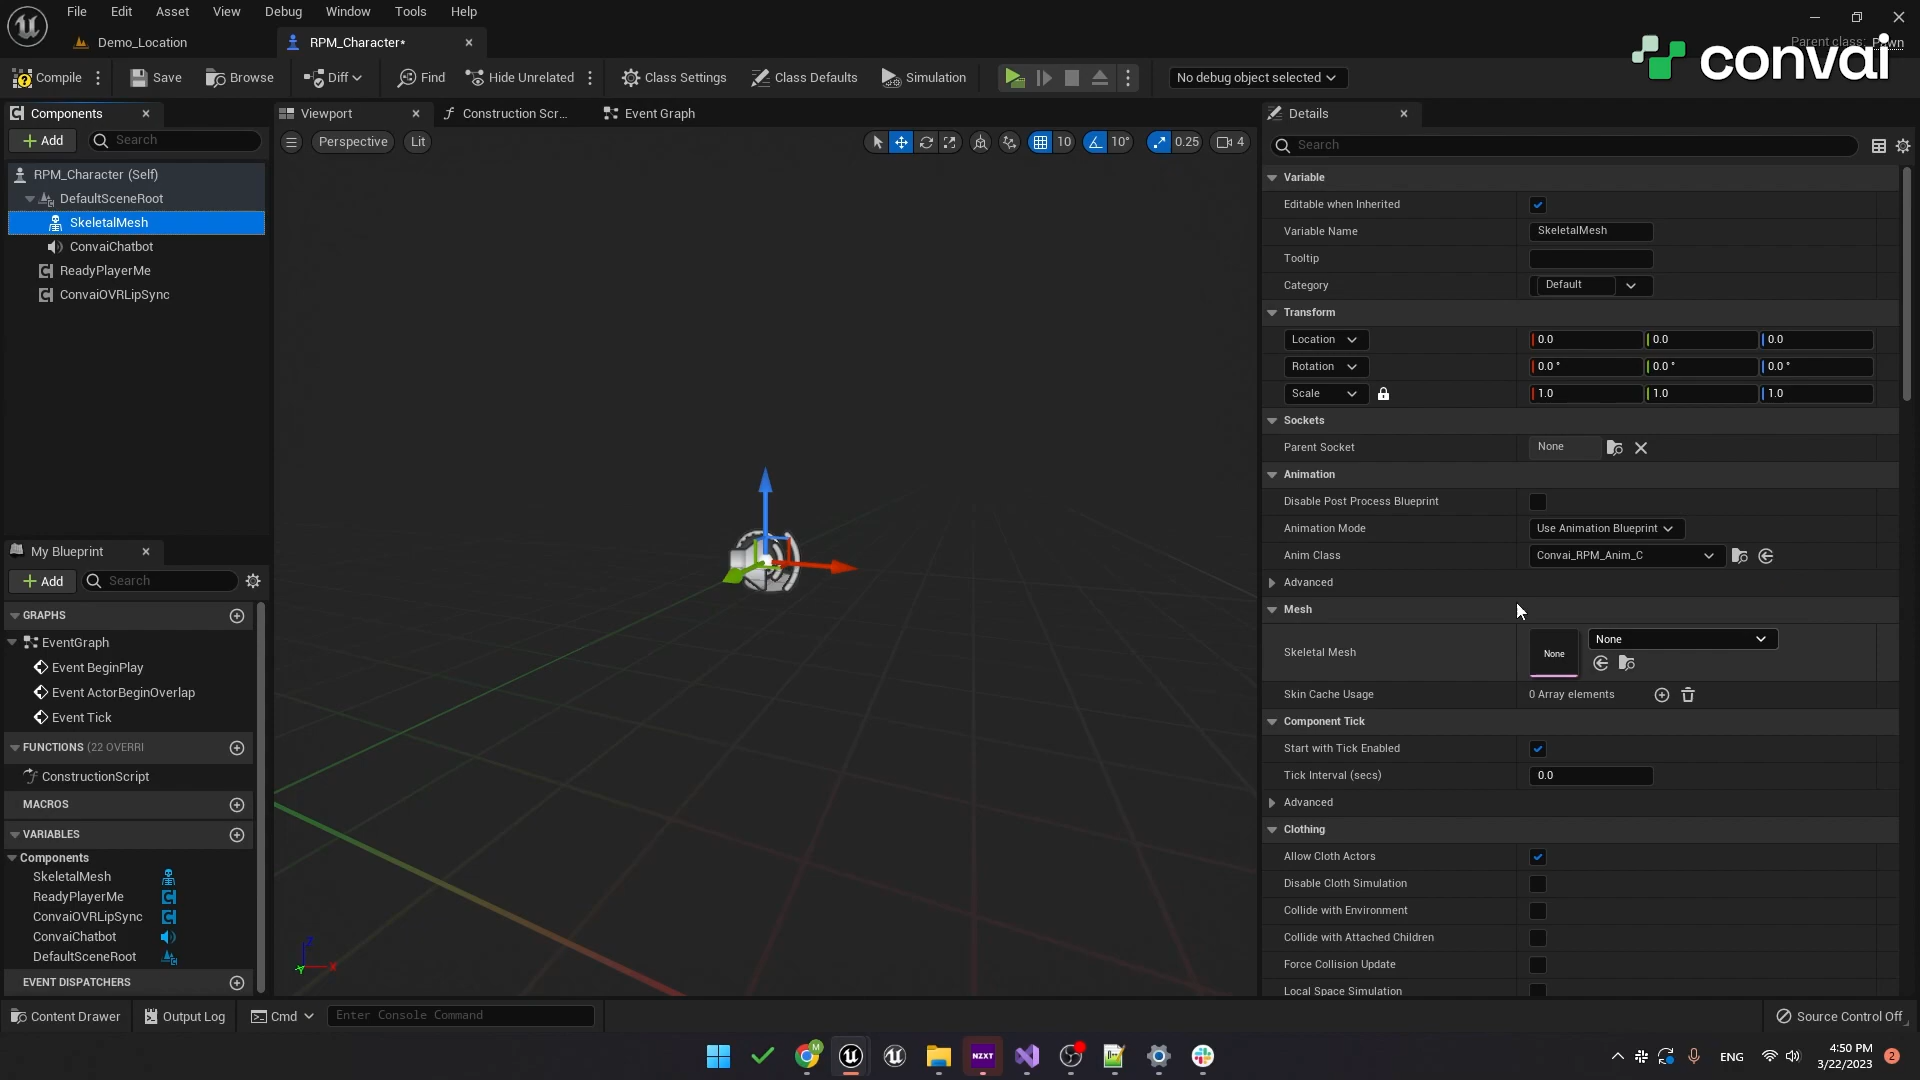 File Edit Asset View Debug Window Tools Help
Demo_Location
RPM_Character*
Parent class: Pawn
convai
Compile Save Browse Diff Find Hide Unrelated Class Settings Class Defaults Simulation No debug object selected
Components
Add Search
RPM_Character (Self)
DefaultSceneRoot
SkeletalMesh
ConvaiChatbot
ReadyPlayerMe
ConvaiOVRLipSync
My Blueprint
Add Search
GRAPHS
EventGraph
Event BeginPlay
Event ActorBeginOverlap
Event Tick
FUNCTIONS (22 OVERRI
ConstructionScript
MACROS
VARIABLES
Components
SkeletalMesh
ReadyPlayerMe
ConvaiOVRLipSync
ConvaiChatbot
DefaultSceneRoot
EVENT DISPATCHERS
Viewport Construction Scr... Event Graph
Perspective Lit 10 10° 0.25 4
Z
X
Y
Details
Search
Variable
Editable when Inherited
Variable Name SkeletalMesh
Tooltip
Category Default
Transform
Location 0.0 0.0 0.0
Rotation 0.0 ° 0.0 ° 0.0 °
Scale 1.0 1.0 1.0
Sockets
Parent Socket None
Animation
Disable Post Process Blueprint
Animation Mode Use Animation Blueprint
Anim Class Convai_RPM_Anim_C
Advanced
Mesh
Skeletal Mesh None None
Skin Cache Usage 0 Array elements
Component Tick
Start with Tick Enabled
Tick Interval (secs) 0.0
Advanced
Clothing
Allow Cloth Actors
Disable Cloth Simulation
Collide with Environment
Collide with Attached Children
Force Collision Update
Local Space Simulation
Content Drawer Output Log Cmd Enter Console Command Source Control Off
M
NZXT
ENG
4:50 PM
3/22/2023
2